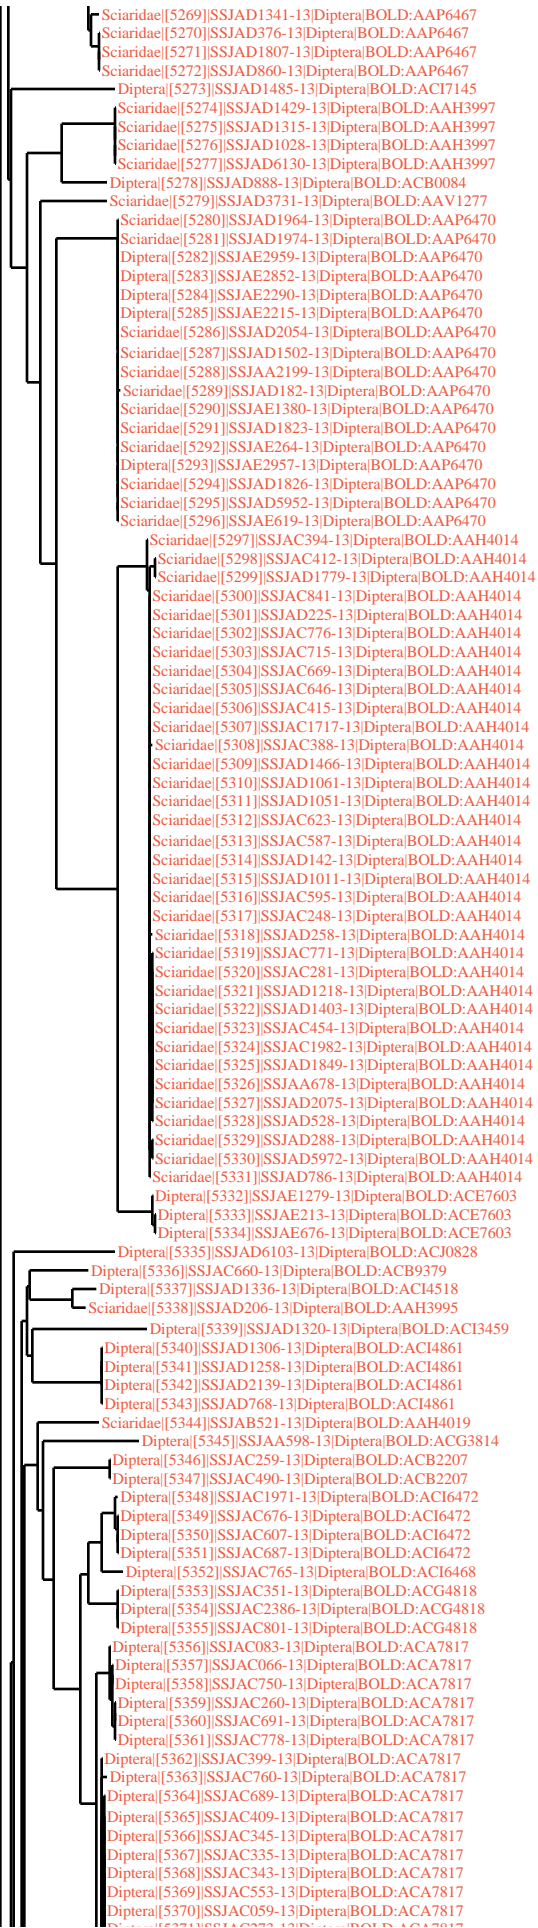 Sciaridae|[5269]|SSJAD1341-13|Diptera|BOLD:AAP6467
Sciaridae|[5270]|SSJAD376-13|Diptera|BOLD:AAP6467
Sciaridae|[5271]|SSJAD1807-13|Diptera|BOLD:AAP6467
Sciaridae|[5272]|SSJAD860-13|Diptera|BOLD:AAP6467
Diptera|[5273]|SSJAD1485-13|Diptera|BOLD:ACI7145
Sciaridae|[5274]|SSJAD1429-13|Diptera|BOLD:AAH3997
Sciaridae|[5275]|SSJAD1315-13|Diptera|BOLD:AAH3997
Sciaridae|[5276]|SSJAD1028-13|Diptera|BOLD:AAH3997
Sciaridae|[5277]|SSJAD6130-13|Diptera|BOLD:AAH3997
Diptera|[5278]|SSJAD888-13|Diptera|BOLD:ACB0084
Sciaridae|[5279]|SSJAD3731-13|Diptera|BOLD:AAV1277
Sciaridae|[5280]|SSJAD1964-13|Diptera|BOLD:AAP6470
Sciaridae|[5281]|SSJAD1974-13|Diptera|BOLD:AAP6470
Diptera|[5282]|SSJAE2959-13|Diptera|BOLD:AAP6470
Diptera|[5283]|SSJAE2852-13|Diptera|BOLD:AAP6470
Diptera|[5284]|SSJAE2290-13|Diptera|BOLD:AAP6470
Diptera|[5285]|SSJAE2215-13|Diptera|BOLD:AAP6470
Sciaridae|[5286]|SSJAD2054-13|Diptera|BOLD:AAP6470
Sciaridae|[5287]|SSJAD1502-13|Diptera|BOLD:AAP6470
Sciaridae|[5288]|SSJAA2199-13|Diptera|BOLD:AAP6470
Sciaridae|[5289]|SSJAD182-13|Diptera|BOLD:AAP6470
Sciaridae|[5290]|SSJAE1380-13|Diptera|BOLD:AAP6470
Sciaridae|[5291]|SSJAD1823-13|Diptera|BOLD:AAP6470
Sciaridae|[5292]|SSJAE264-13|Diptera|BOLD:AAP6470
Diptera|[5293]|SSJAE2957-13|Diptera|BOLD:AAP6470
Sciaridae|[5294]|SSJAD1826-13|Diptera|BOLD:AAP6470
Sciaridae|[5295]|SSJAD5952-13|Diptera|BOLD:AAP6470
Sciaridae|[5296]|SSJAE619-13|Diptera|BOLD:AAP6470
Sciaridae|[5297]|SSJAC394-13|Diptera|BOLD:AAH4014
Sciaridae|[5298]|SSJAC412-13|Diptera|BOLD:AAH4014
Sciaridae|[5299]|SSJAD1779-13|Diptera|BOLD:AAH4014
Sciaridae|[5300]|SSJAC841-13|Diptera|BOLD:AAH4014
Sciaridae|[5301]|SSJAD225-13|Diptera|BOLD:AAH4014
Sciaridae|[5302]|SSJAC776-13|Diptera|BOLD:AAH4014
Sciaridae|[5303]|SSJAC715-13|Diptera|BOLD:AAH4014
Sciaridae|[5304]|SSJAC669-13|Diptera|BOLD:AAH4014
Sciaridae|[5305]|SSJAC646-13|Diptera|BOLD:AAH4014
Sciaridae|[5306]|SSJAC415-13|Diptera|BOLD:AAH4014
Sciaridae|[5307]|SSJAC1717-13|Diptera|BOLD:AAH4014
Sciaridae|[5308]|SSJAC388-13|Diptera|BOLD:AAH4014
Sciaridae|[5309]|SSJAD1466-13|Diptera|BOLD:AAH4014
Sciaridae|[5310]|SSJAD1061-13|Diptera|BOLD:AAH4014
Sciaridae|[5311]|SSJAD1051-13|Diptera|BOLD:AAH4014
Sciaridae|[5312]|SSJAC623-13|Diptera|BOLD:AAH4014
Sciaridae|[5313]|SSJAC587-13|Diptera|BOLD:AAH4014
Sciaridae|[5314]|SSJAD142-13|Diptera|BOLD:AAH4014
Sciaridae|[5315]|SSJAD1011-13|Diptera|BOLD:AAH4014
Sciaridae|[5316]|SSJAC595-13|Diptera|BOLD:AAH4014
Sciaridae|[5317]|SSJAC248-13|Diptera|BOLD:AAH4014
Sciaridae|[5318]|SSJAD258-13|Diptera|BOLD:AAH4014
Sciaridae|[5319]|SSJAC771-13|Diptera|BOLD:AAH4014
Sciaridae|[5320]|SSJAC281-13|Diptera|BOLD:AAH4014
Sciaridae|[5321]|SSJAD1218-13|Diptera|BOLD:AAH4014
Sciaridae|[5322]|SSJAD1403-13|Diptera|BOLD:AAH4014
Sciaridae|[5323]|SSJAC454-13|Diptera|BOLD:AAH4014
Sciaridae|[5324]|SSJAC1982-13|Diptera|BOLD:AAH4014
Sciaridae|[5325]|SSJAD1849-13|Diptera|BOLD:AAH4014
Sciaridae|[5326]|SSJAA678-13|Diptera|BOLD:AAH4014
Sciaridae|[5327]|SSJAD2075-13|Diptera|BOLD:AAH4014
Sciaridae|[5328]|SSJAD528-13|Diptera|BOLD:AAH4014
Sciaridae|[5329]|SSJAD288-13|Diptera|BOLD:AAH4014
Sciaridae|[5330]|SSJAD5972-13|Diptera|BOLD:AAH4014
Sciaridae|[5331]|SSJAD786-13|Diptera|BOLD:AAH4014
Diptera|[5332]|SSJAE1279-13|Diptera|BOLD:ACE7603
Diptera|[5333]|SSJAE213-13|Diptera|BOLD:ACE7603
Diptera|[5334]|SSJAE676-13|Diptera|BOLD:ACE7603
Diptera|[5335]|SSJAD6103-13|Diptera|BOLD:ACJ0828
Diptera|[5336]|SSJAC660-13|Diptera|BOLD:ACB9379
Diptera|[5337]|SSJAD1336-13|Diptera|BOLD:ACI4518
Sciaridae|[5338]|SSJAD206-13|Diptera|BOLD:AAH3995
Diptera|[5339]|SSJAD1320-13|Diptera|BOLD:ACI3459
Diptera|[5340]|SSJAD1306-13|Diptera|BOLD:ACI4861
Diptera|[5341]|SSJAD1258-13|Diptera|BOLD:ACI4861
Diptera|[5342]|SSJAD2139-13|Diptera|BOLD:ACI4861
Diptera|[5343]|SSJAD768-13|Diptera|BOLD:ACI4861
Sciaridae|[5344]|SSJAB521-13|Diptera|BOLD:AAH4019
Diptera|[5345]|SSJAA598-13|Diptera|BOLD:ACG3814
Diptera|[5346]|SSJAC259-13|Diptera|BOLD:ACB2207
Diptera|[5347]|SSJAC490-13|Diptera|BOLD:ACB2207
Diptera|[5348]|SSJAC1971-13|Diptera|BOLD:ACI6472
Diptera|[5349]|SSJAC676-13|Diptera|BOLD:ACI6472
Diptera|[5350]|SSJAC607-13|Diptera|BOLD:ACI6472
Diptera|[5351]|SSJAC687-13|Diptera|BOLD:ACI6472
Diptera|[5352]|SSJAC765-13|Diptera|BOLD:ACI6468
Diptera|[5353]|SSJAC351-13|Diptera|BOLD:ACG4818
Diptera|[5354]|SSJAC2386-13|Diptera|BOLD:ACG4818
Diptera|[5355]|SSJAC801-13|Diptera|BOLD:ACG4818
Diptera|[5356]|SSJAC083-13|Diptera|BOLD:ACA7817
Diptera|[5357]|SSJAC066-13|Diptera|BOLD:ACA7817
Diptera|[5358]|SSJAC750-13|Diptera|BOLD:ACA7817
Diptera|[5359]|SSJAC260-13|Diptera|BOLD:ACA7817
Diptera|[5360]|SSJAC691-13|Diptera|BOLD:ACA7817
Diptera|[5361]|SSJAC778-13|Diptera|BOLD:ACA7817
Diptera|[5362]|SSJAC399-13|Diptera|BOLD:ACA7817
Diptera|[5363]|SSJAC760-13|Diptera|BOLD:ACA7817
Diptera|[5364]|SSJAC689-13|Diptera|BOLD:ACA7817
Diptera|[5365]|SSJAC409-13|Diptera|BOLD:ACA7817
Diptera|[5366]|SSJAC345-13|Diptera|BOLD:ACA7817
Diptera|[5367]|SSJAC335-13|Diptera|BOLD:ACA7817
Diptera|[5368]|SSJAC343-13|Diptera|BOLD:ACA7817
Diptera|[5369]|SSJAC553-13|Diptera|BOLD:ACA7817
Diptera|[5370]|SSJAC059-13|Diptera|BOLD:ACA7817